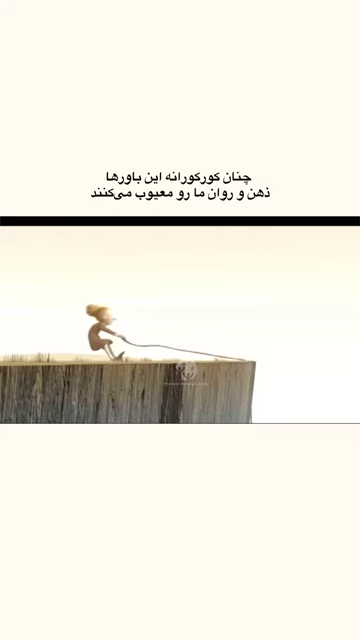 چنان کورکورانه این باورها
ذهن و روان ما رو معیوب می‌کنند